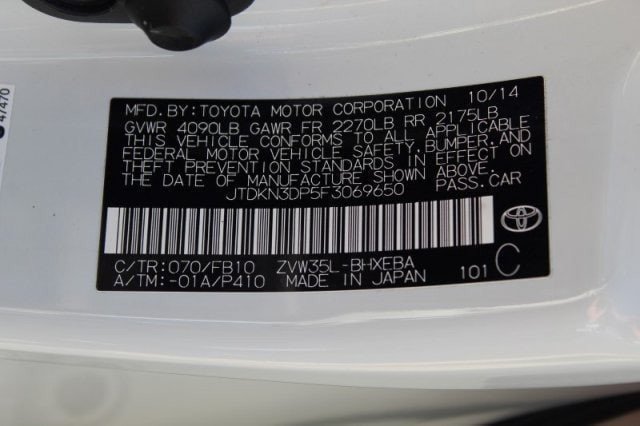 47470
MFD. BY: TOYOTA MOTOR CORPORATION 10/14
GVWR 4090LB GAWR FR 2270LB RR 2175LB
THIS VEHICLE CONFORMS TO ALL APPLICABLE
FEDERAL MOTOR VEHICLE SAFETY, BUMPER, AND
THEFT PREVENTION STANDARDS IN EFFECT ON
THE DATE OF MANUFACTURE SHOWN ABOVE.
JTDKN3DP5F3069650 PASS. CAR
C/TR: 070/FB10 ZVW35L-BHXEBA
A/TM: -01A/P410 MADE IN JAPAN 101 C